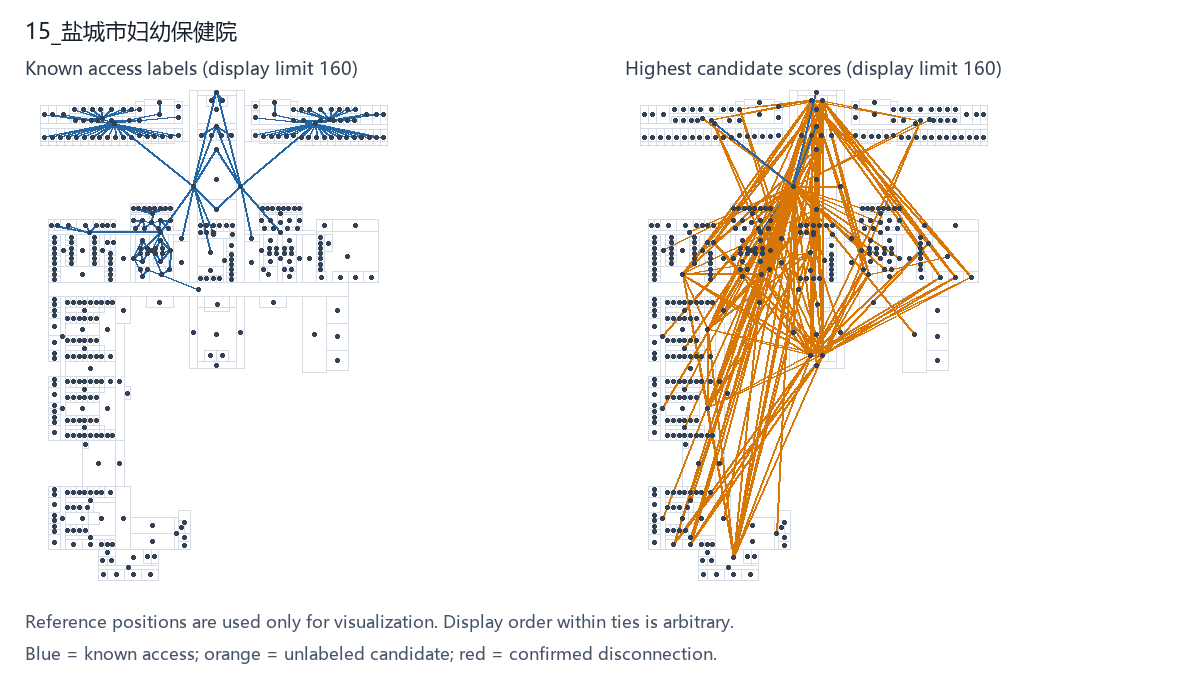 15_盐城市妇幼保健院
Known access labels (display limit 160)
Highest candidate scores (display limit 160)
Reference positions are used only for visualization. Display order within ties is arbitrary.
Blue = known access; orange = unlabeled candidate; red = confirmed disconnection.